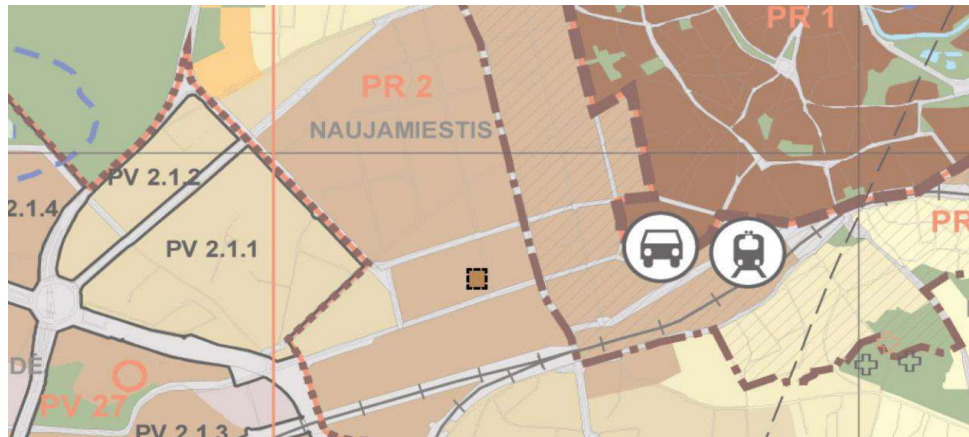 PR 1
PR 2
NAUJAMIESTIS
PV 2.1.2
2.1.4
PR
PV 2.1.1
DĖ
PV 27
PV 2.1.3